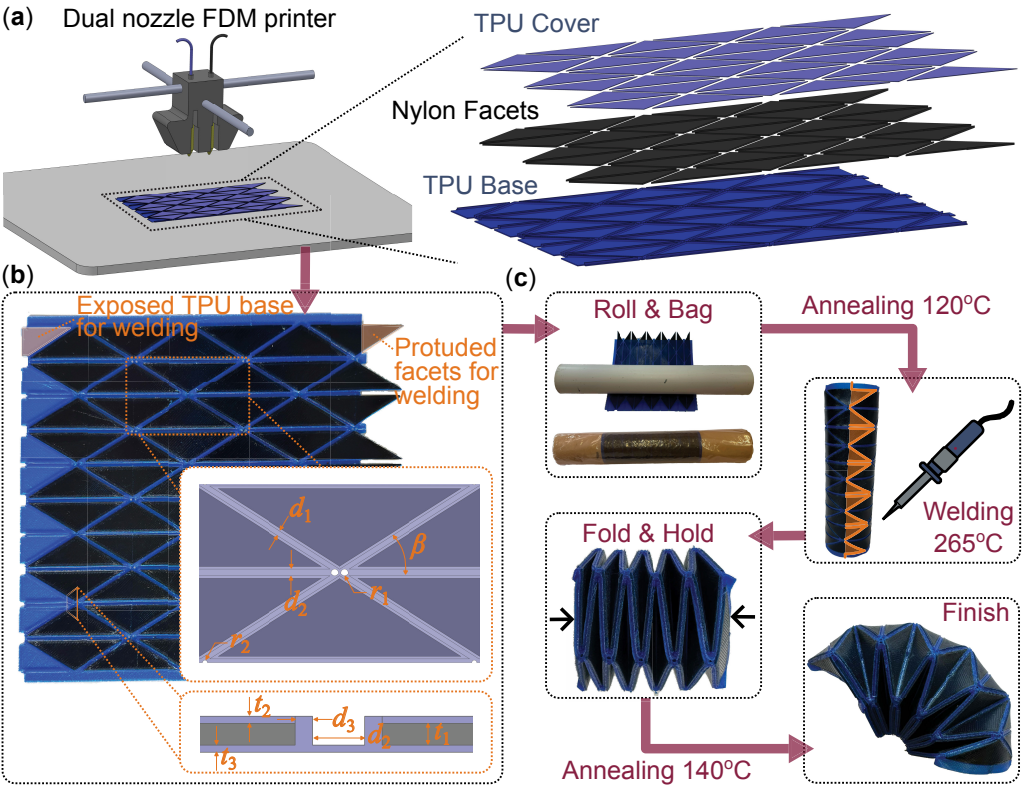 (a)
Dual nozzle FDM printer
TPU Cover
Nylon Facets
TPU Base
(b)
Exposed TPU base
for welding
Protuded
facets for
welding
d1
β
d2
r1
r2
t2
d3
d2
t1
t3
(c)
Roll & Bag
Annealing 120°C
Welding
265°C
Fold & Hold
Annealing 140°C
Finish